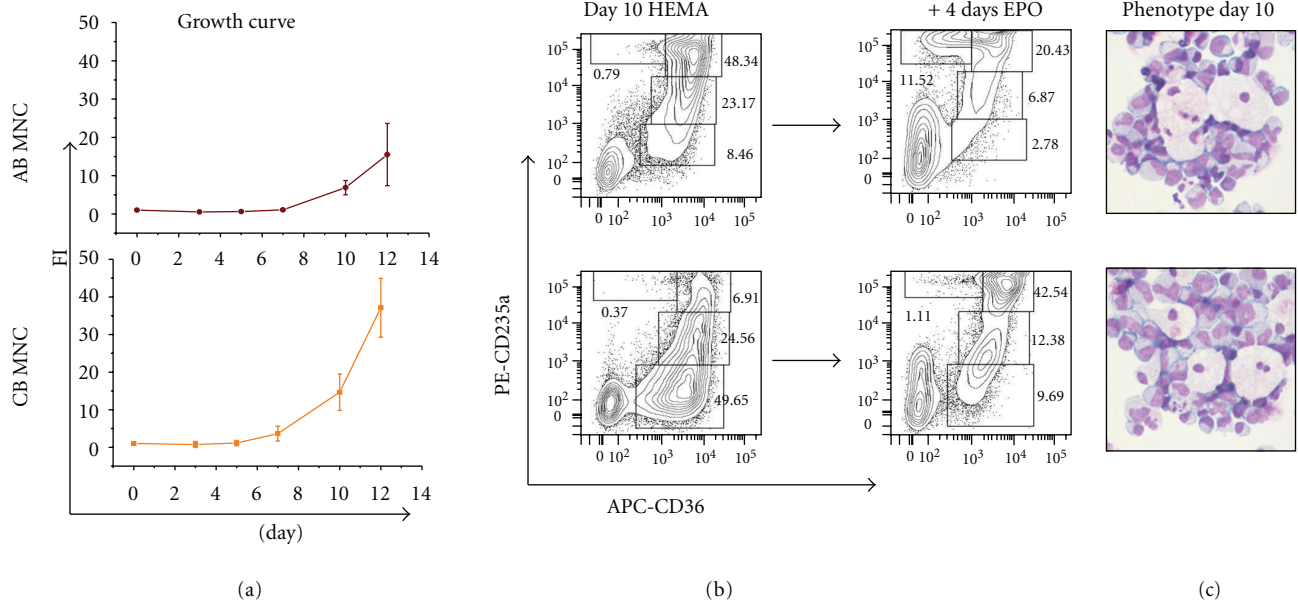 Growth curve
AB MNC
50
40
30
20
10
0
0 2 4 6 8 10 12 14
FI
CB MNC
50
40
30
20
10
0
0 2 4 6 8 10 12 14
(day)
(a)
Day 10 HEMA
+ 4 days EPO
10^5
10^4
10^3
10^2
0
0.79
48.34
23.17
8.46
0 10^2 10^3 10^4 10^5
10^5
10^4
10^3
10^2
0
11.52
20.43
6.87
2.78
0 10^2 10^3 10^4 10^5
PE-CD235a
10^5
10^4
10^3
10^2
0
0.37
6.91
24.56
49.65
0 10^2 10^3 10^4 10^5
10^5
10^4
10^3
10^2
0
1.11
42.54
12.38
9.69
0 10^2 10^3 10^4 10^5
APC-CD36
(b)
Phenotype day 10
(c)